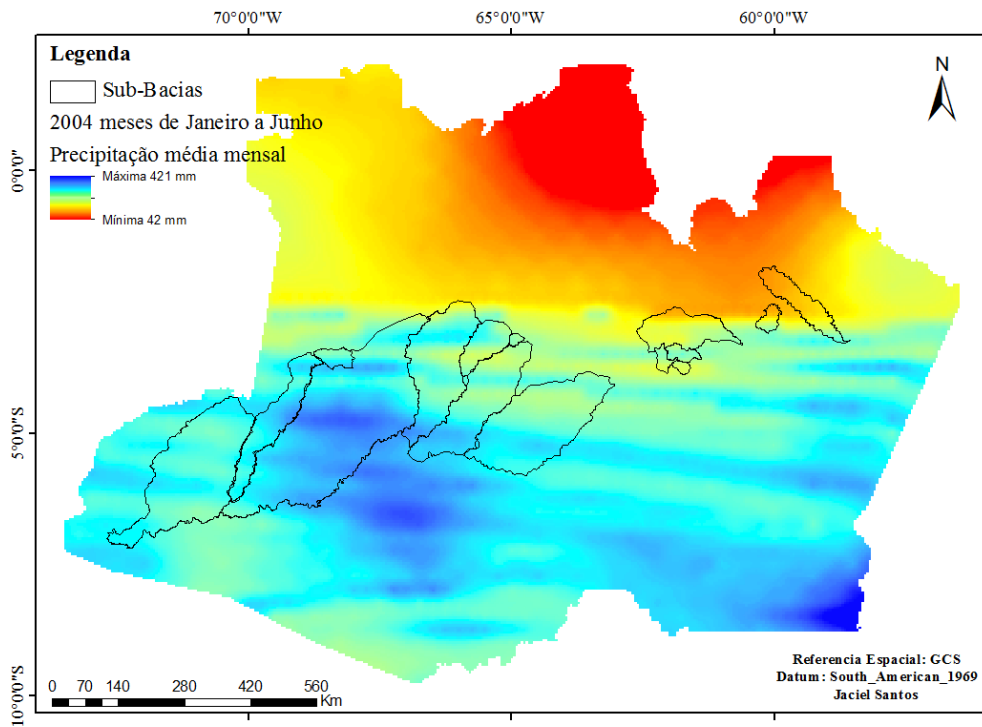 70°0'0"W 65°0'0"W 60°0'0"W
Legenda
Sub-Bacias
2004 meses de Janeiro a Junho
Precipitação média mensal
Máxima 421 mm
Mínima 42 mm
N
0°0'0"
5°0'0"S
10°0'0"S
0 70 140 280 420 560
Km
Referencia Espacial: GCS
Datum: South_American_1969
Jaciel Santos